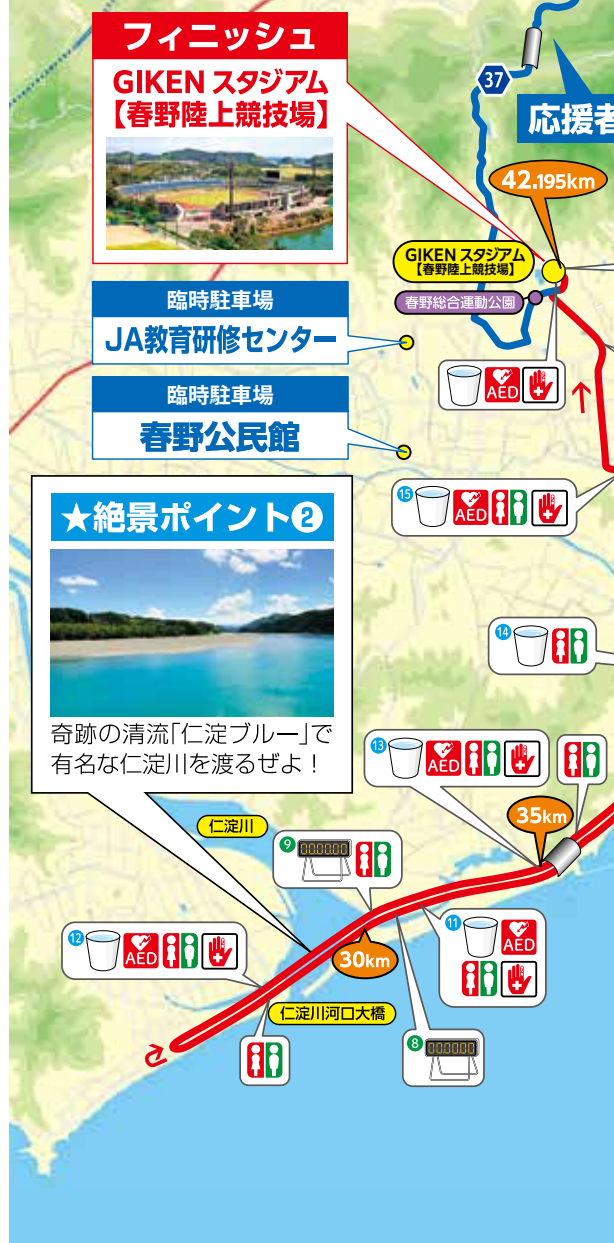 フィニッシュ
GIKEN スタジアム
【春野陸上競技場】
37
応援者
42.195km
GIKEN スタジアム
【春野陸上競技場】
春野総合運動公園
臨時駐車場
JA教育研修センター
AED
臨時駐車場
春野公民館
15
AED
★絶景ポイント❷
奇跡の清流「仁淀ブルー」で
有名な仁淀川を渡るぜよ！
14
13
AED
35km
仁淀川
9
00:00:00
12
AED
30km
11
AED
仁淀川河口大橋
8
00:00:00